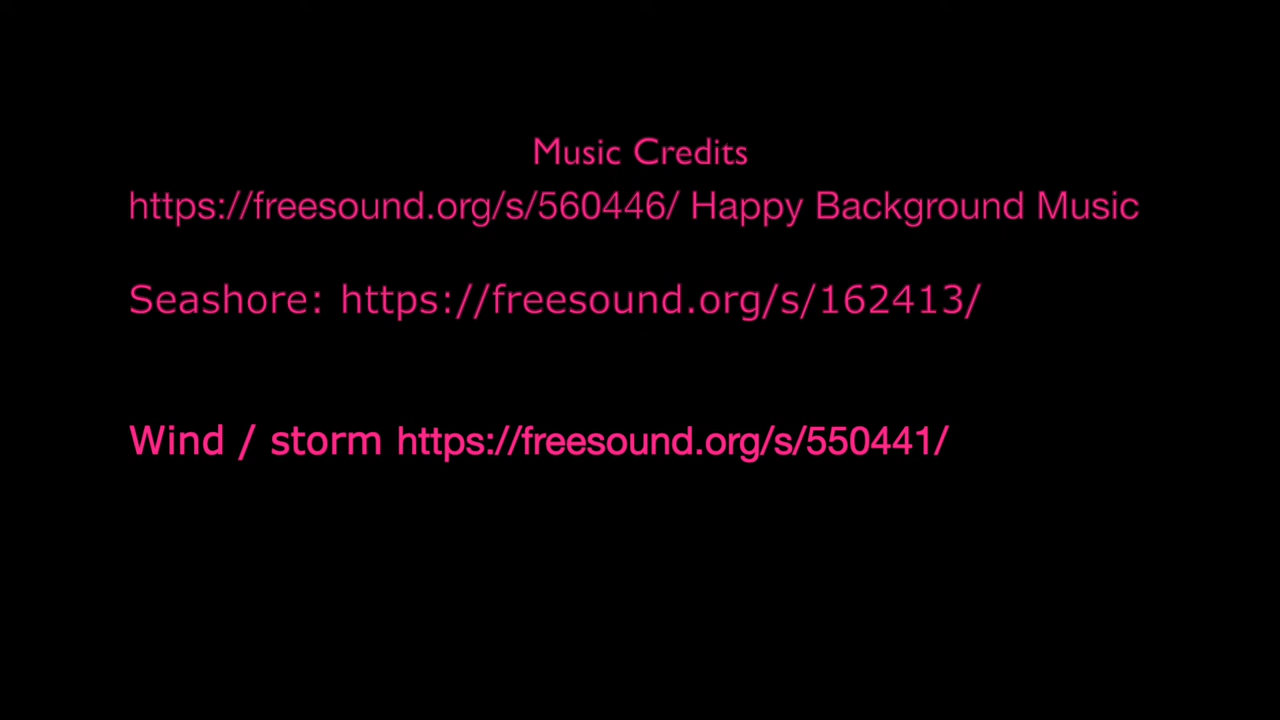 Music Credits
https://freesound.org/s/560446/ Happy Background Music
Seashore: https://freesound.org/s/162413/
Wind / storm https://freesound.org/s/550441/